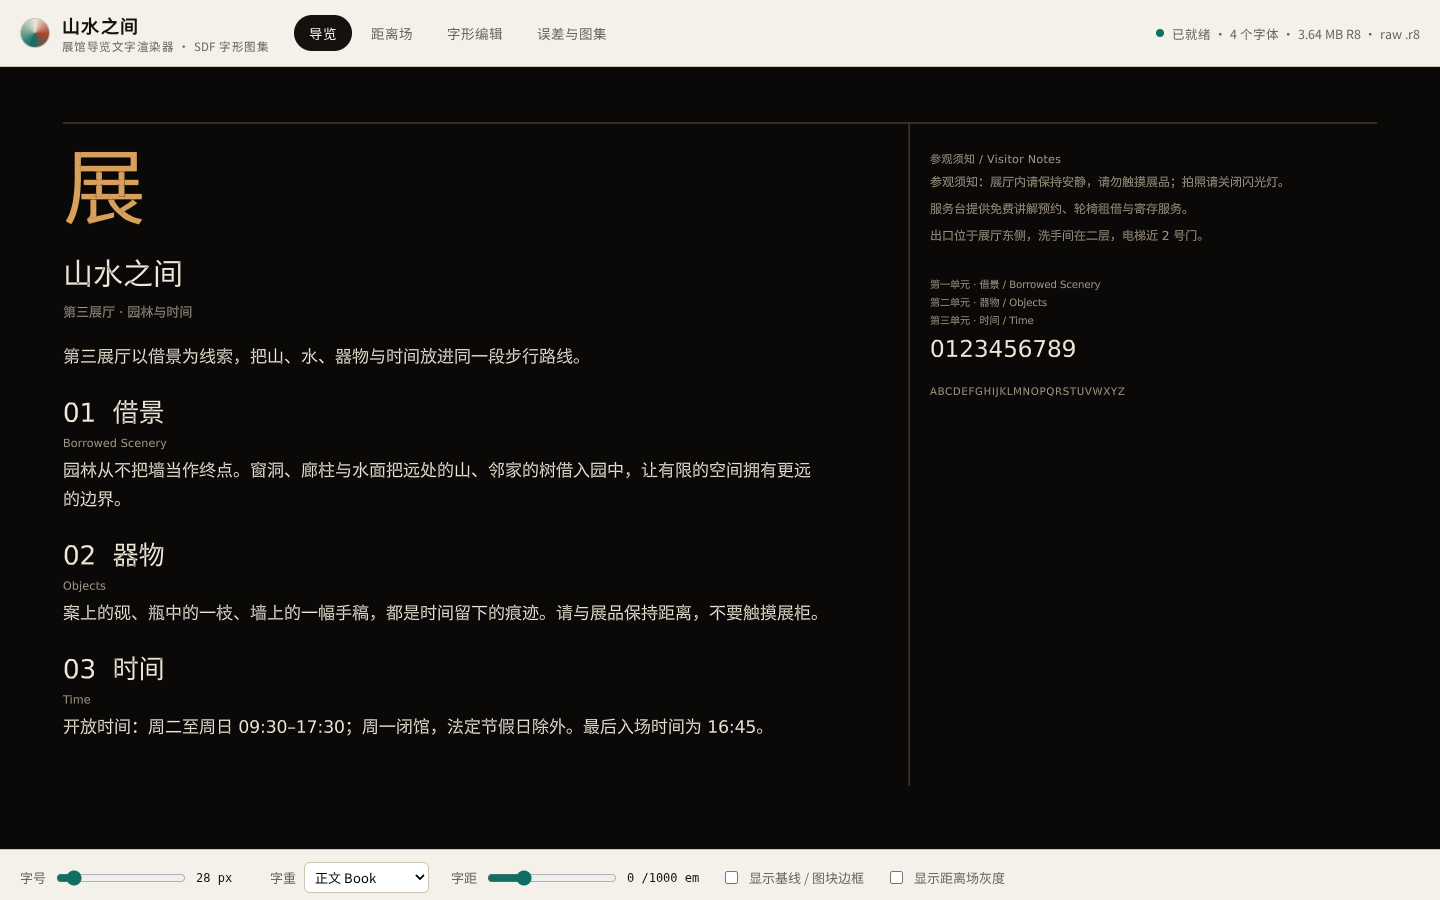 山水之间
展馆导览文字渲染器 · SDF 字形图集
导览
距离场
字形编辑
误差与图集
已就绪 · 4 个字体 · 3.64 MB R8 · raw .r8
展
山水之间
第三展厅 · 园林与时间
第三展厅以借景为线索，把山、水、器物与时间放进同一段步行路线。
01 借景
Borrowed Scenery
园林从不把墙当作终点。窗洞、廊柱与水面把远处的山、邻家的树借入园中，让有限的空间拥有更远
的边界。
02 器物
Objects
案上的砚、瓶中的一枝、墙上的一幅手稿，都是时间留下的痕迹。请与展品保持距离，不要触摸展柜。
03 时间
Time
开放时间：周二至周日 09:30–17:30；周一闭馆，法定节假日除外。最后入场时间为 16:45。
参观须知 / Visitor Notes
参观须知：展厅内请保持安静，请勿触摸展品；拍照请关闭闪光灯。
服务台提供免费讲解预约、轮椅租借与寄存服务。
出口位于展厅东侧，洗手间在二层，电梯近 2 号门。
第一单元 · 借景 / Borrowed Scenery
第二单元 · 器物 / Objects
第三单元 · 时间 / Time
0123456789
ABCDEFGHIJKLMNOPQRSTUVWXYZ
字号 28 px
字重 正文 Book
字距 0 /1000 em
显示基线 / 图块边框
显示距离场灰度